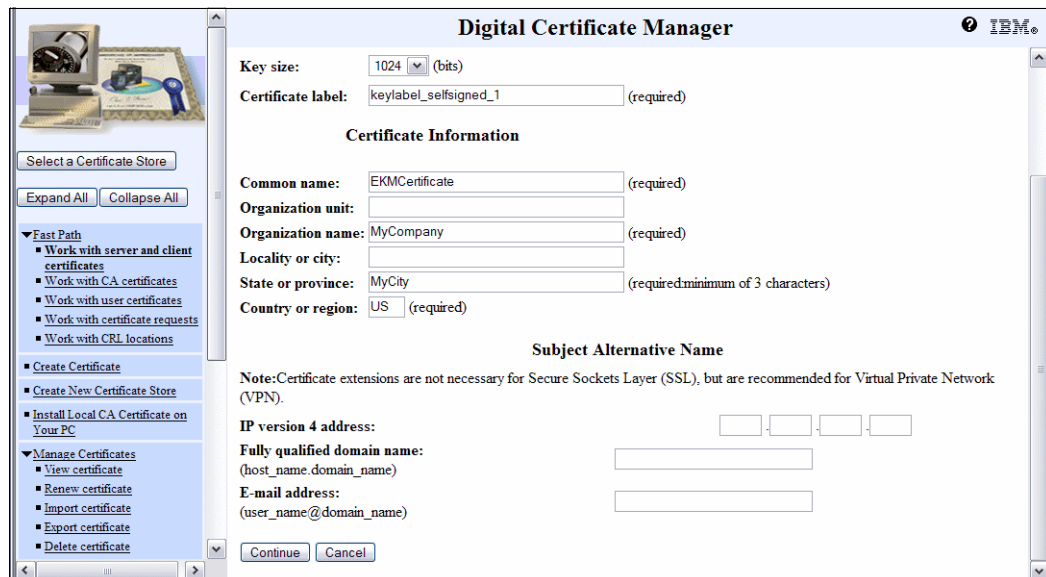 Digital Certificate Manager
IBM®
Select a Certificate Store
Expand All Collapse All
Fast Path
Work with server and client
certificates
Work with CA certificates
Work with user certificates
Work with certificate requests
Work with CRL locations
Create Certificate
Create New Certificate Store
Install Local CA Certificate on
Your PC
Manage Certificates
View certificate
Renew certificate
Import certificate
Export certificate
Delete certificate
Key size: 1024 (bits)
Certificate label: keylabel_selfsigned_1 (required)
Certificate Information
Common name: EKMCertificate (required)
Organization unit:
Organization name: MyCompany (required)
Locality or city:
State or province: MyCity (required:minimum of 3 characters)
Country or region: US (required)
Subject Alternative Name
Note:Certificate extensions are not necessary for Secure Sockets Layer (SSL), but are recommended for Virtual Private Network
(VPN).
IP version 4 address: . . .
Fully qualified domain name:
(host_name.domain_name)
E-mail address:
(user_name@domain_name)
Continue Cancel